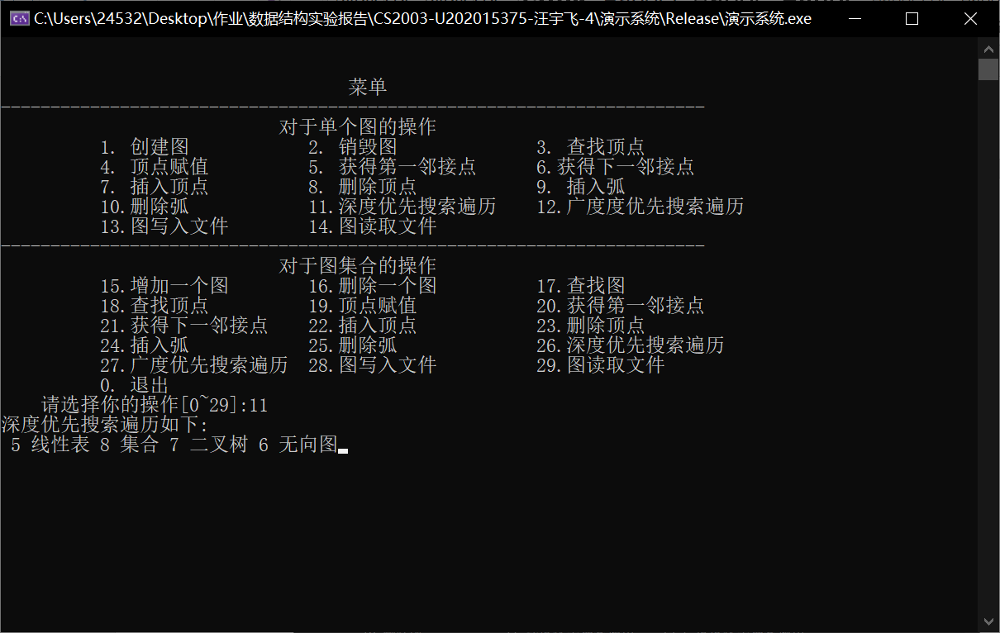 C:\Users\24532\Desktop\作业\数据结构实验报告\CS2003-U202015375-汪宇飞-4\演示系统\Release\演示系统.exe
菜单
-----------------------------------------------------------------------
对于单个图的操作
1. 创建图 2. 销毁图 3. 查找顶点
4. 顶点赋值 5. 获得第一邻接点 6.获得下一邻接点
7. 插入顶点 8. 删除顶点 9. 插入弧
10.删除弧 11.深度优先搜索遍历 12.广度度优先搜索遍历
13.图写入文件 14.图读取文件
-----------------------------------------------------------------------
对于图集合的操作
15.增加一个图 16.删除一个图 17.查找图
18.查找顶点 19.顶点赋值 20.获得第一邻接点
21.获得下一邻接点 22.插入顶点 23.删除顶点
24.插入弧 25.删除弧 26.深度优先搜索遍历
27.广度优先搜索遍历 28.图写入文件 29.图读取文件
0. 退出
请选择你的操作[0~29]:11
深度优先搜索遍历如下:
5 线性表 8 集合 7 二叉树 6 无向图